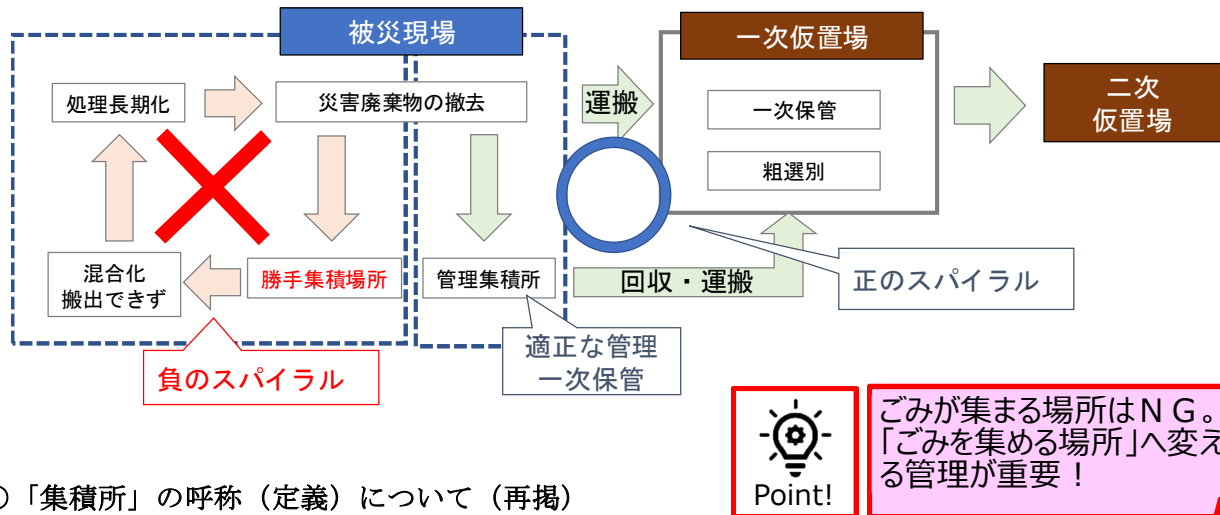 被災現場
一次仮置場
処理長期化
災害廃棄物の撤去
運搬
一次保管
二次
仮置場
粗選別
混合化
搬出できず
勝手集積場所
管理集積所
回収・運搬
正のスパイラル
負のスパイラル
適正な管理
一次保管
Point!
ごみが集まる場所はＮＧ。
「ごみを集める場所」へ変え
る管理が重要！
「集積所」の呼称（定義）について（再掲）